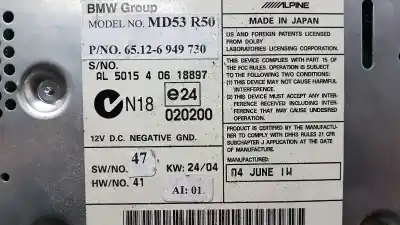 BMW Group
MODEL NO. MD53 R50
P/NO. 65.12-6 949 730
S/NO.
AL 5015 4 06 18897
N18
e24
020200
12V D.C. NEGATIVE GND.
SW/NO. 47
KW: 24/04
HW/NO. 41
AI: 01
ALPINE
MADE IN JAPAN
US AND FOREIGN PATENTS LICENSED
FROM DOLBY
LABORATORIES LICENSING CORPORATION.
THIS DEVICE COMPLIES WITH PART 15 OF
THE FCC RULES. OPERATION IS SUBJECT
TO THE FOLLOWING TWO CONDITIONS:
(1) THIS DEVICE MAY NOT CAUSE HARMFUL
INTERFERENCE.
(2) THIS DEVICE MUST ACCEPT ANY INTER-
FERENCE RECEIVED INCLUDING INTER-
FERENCE THAT MAY CAUSE UNDESIRED
OPERATION.
PRODUCT IS CERTIFIED BY THE MANUFACTU-
RER TO COMPLY WITH DHHS RULES 21 CFR
SUBCHAPTER J APPLICATION AT THE DATE
OF MANUFACTURE.
MANUFACTURED:
04 JUNE IW